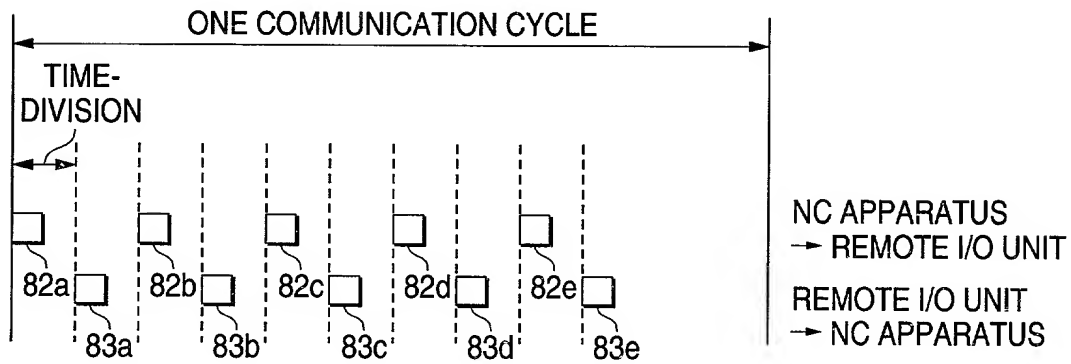 ONE COMMUNICATION CYCLE
TIME-
DIVISION
NC APPARATUS
→ REMOTE I/O UNIT
82a 82b 82c 82d 82e
REMOTE I/O UNIT
→ NC APPARATUS
83a 83b 83c 83d 83e